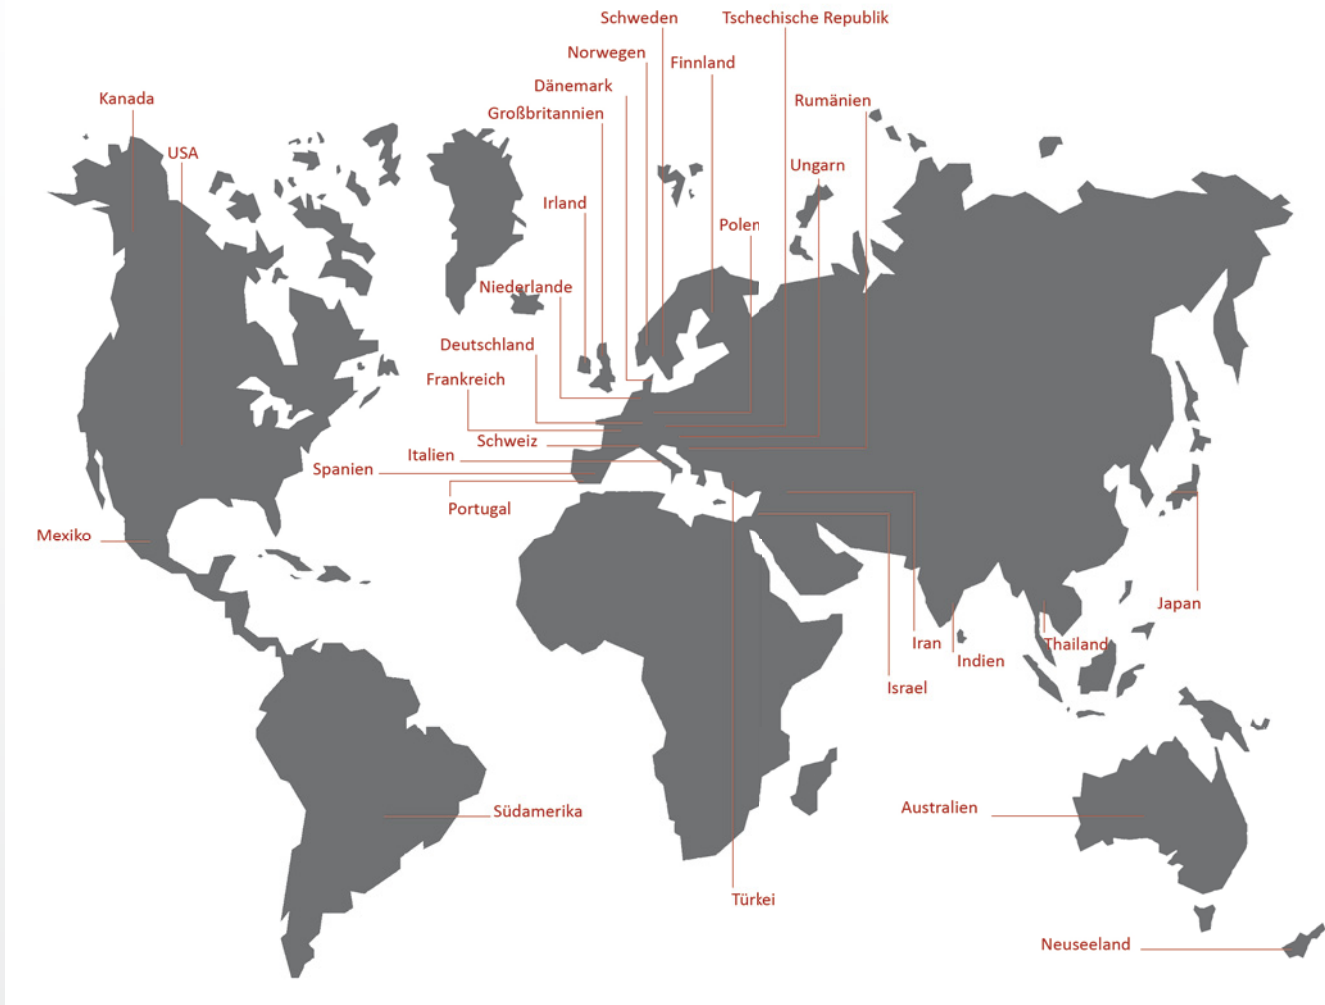 Schweden
Tschechische Republik
Norwegen
Finnland
Dänemark
Kanada
Rumänien
Großbritannien
USA
Ungarn
Irland
Polen
Niederlande
Deutschland
Frankreich
Schweiz
Italien
Spanien
Portugal
Mexiko
Japan
Iran
Thailand
Indien
Israel
Australien
Südamerika
Türkei
Neuseeland